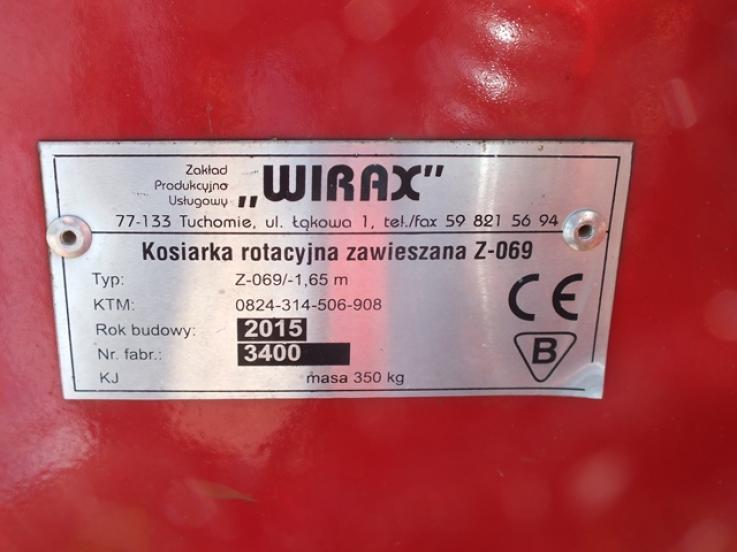 Zakład
Produkcyjno
Usługowy
„WIRAX”
77-133 Tuchomie, ul. Łąkowa 1, tel./fax 59 821 56 94
Kosiarka rotacyjna zawieszana Z-069
Typ: Z-069/-1,65 m
KTM: 0824-314-506-908
Rok budowy: 2015
Nr. fabr.: 3400
KJ masa 350 kg
CE
B